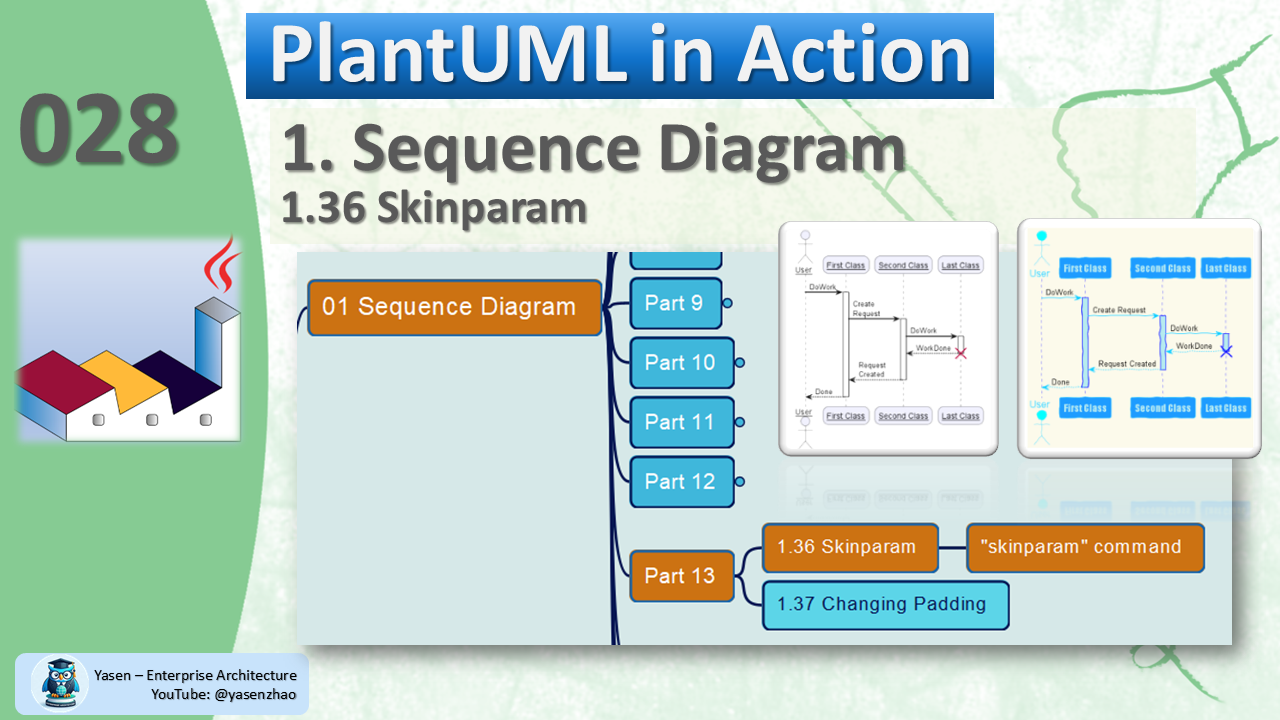 PlantUML in Action
028
1. Sequence Diagram
1.36 Skinparam
01 Sequence Diagram
Part 9
Part 10
Part 11
Part 12
Part 13
1.36 Skinparam
"skinparam" command
1.37 Changing Padding
User
First Class
Second Class
Last Class
DoWork
Create
Request
DoWork
WorkDone
Request
Created
Done
User
First Class
Second Class
Last Class
User
First Class
Second Class
Last Class
DoWork
Create Request
DoWork
WorkDone
Request Created
Done
User
First Class
Second Class
Last Class
Yasen – Enterprise Architecture
YouTube: @yasenzhao